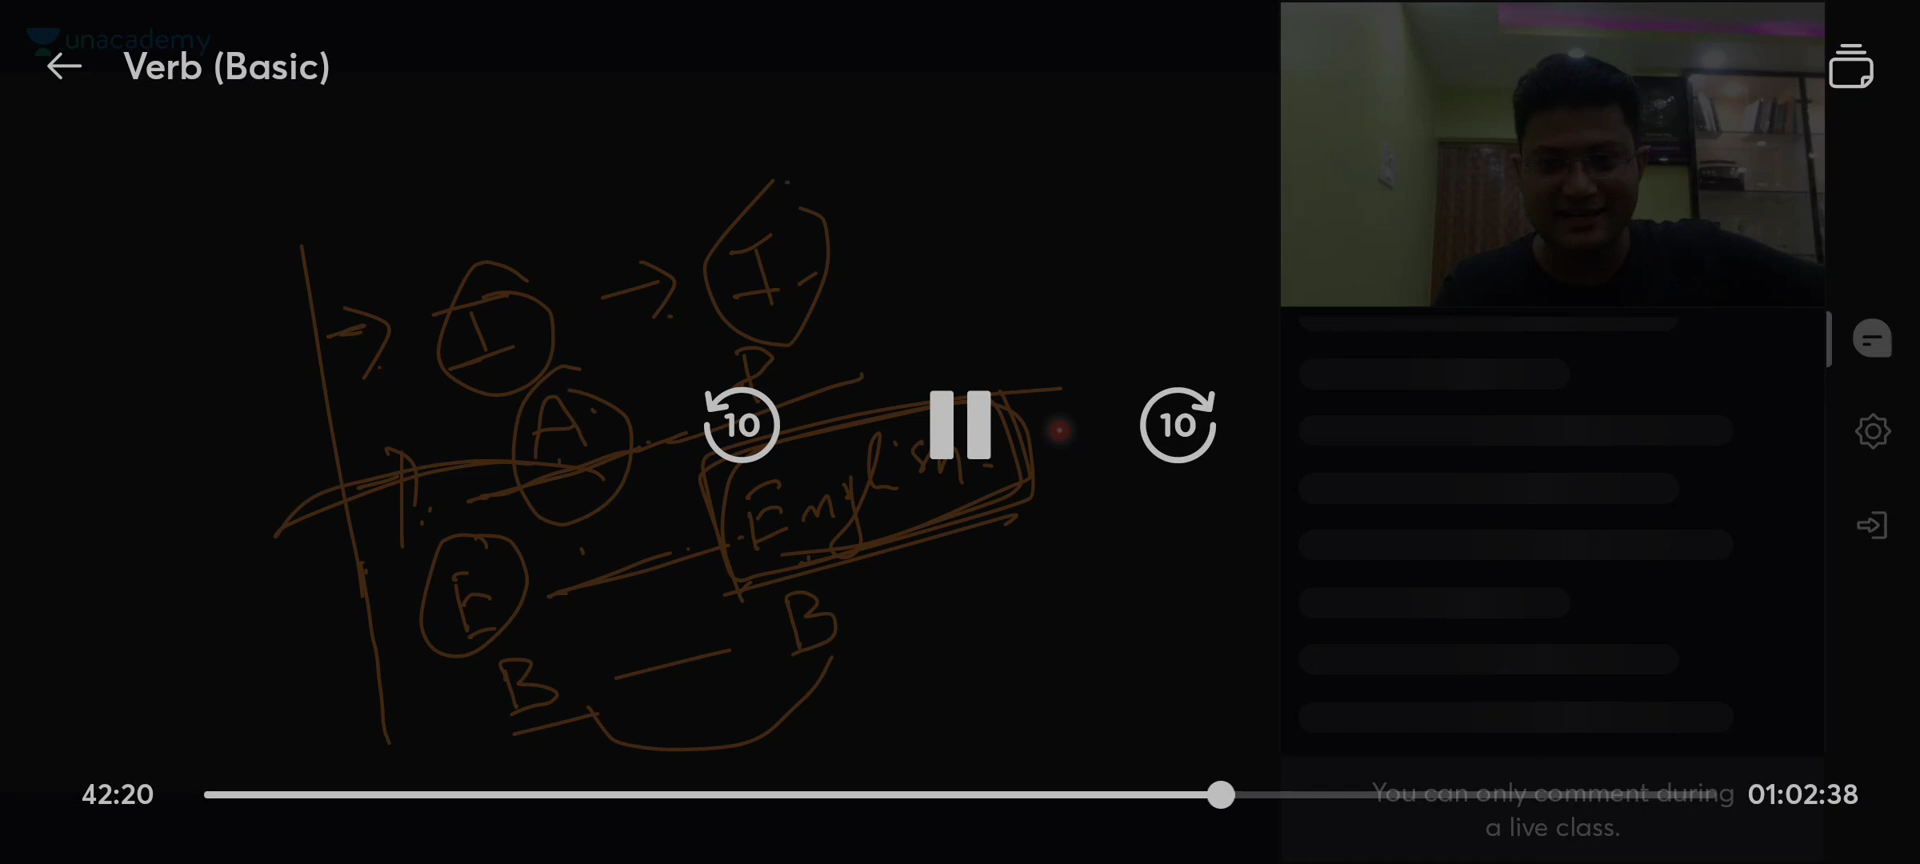 unacademy
Verb (Basic)
I
I
P
A
English
E
B
B
10
10
42:20
01:02:38
You can only comment during
a live class.